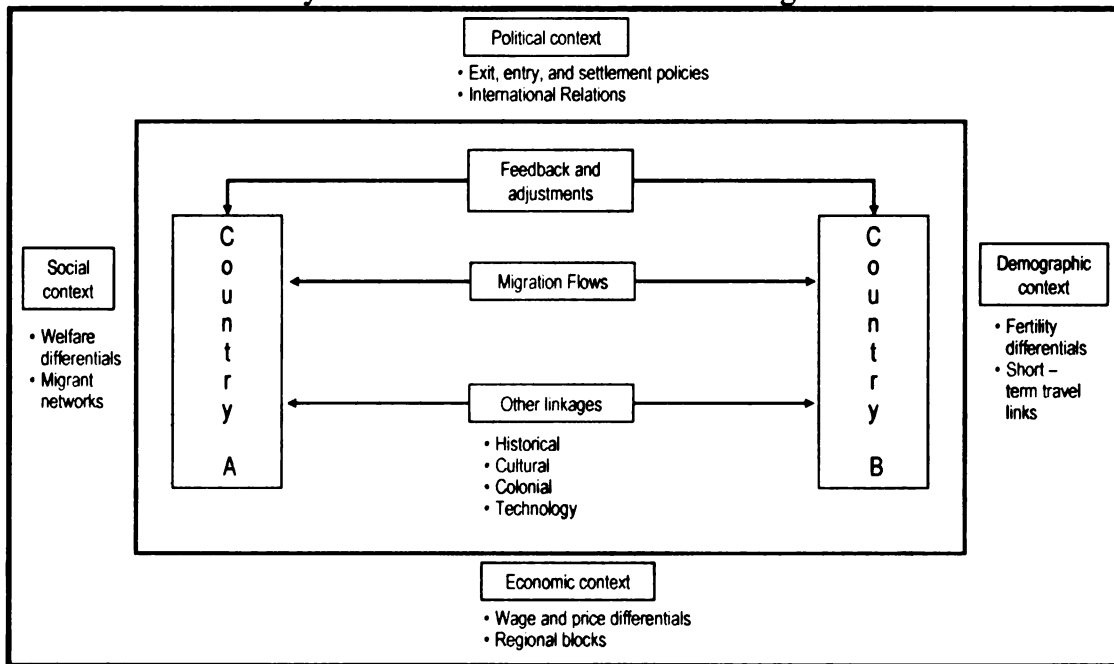 Political context
• Exit, entry, and settlement policies
• International Relations
Feedback and
adjustments
Country A
Country B
Social
context
• Welfare
differentials
• Migrant
networks
Migration Flows
Demographic
context
• Fertility
differentials
• Short –
term travel
links
Other linkages
• Historical
• Cultural
• Colonial
• Technology
Economic context
• Wage and price differentials
• Regional blocks